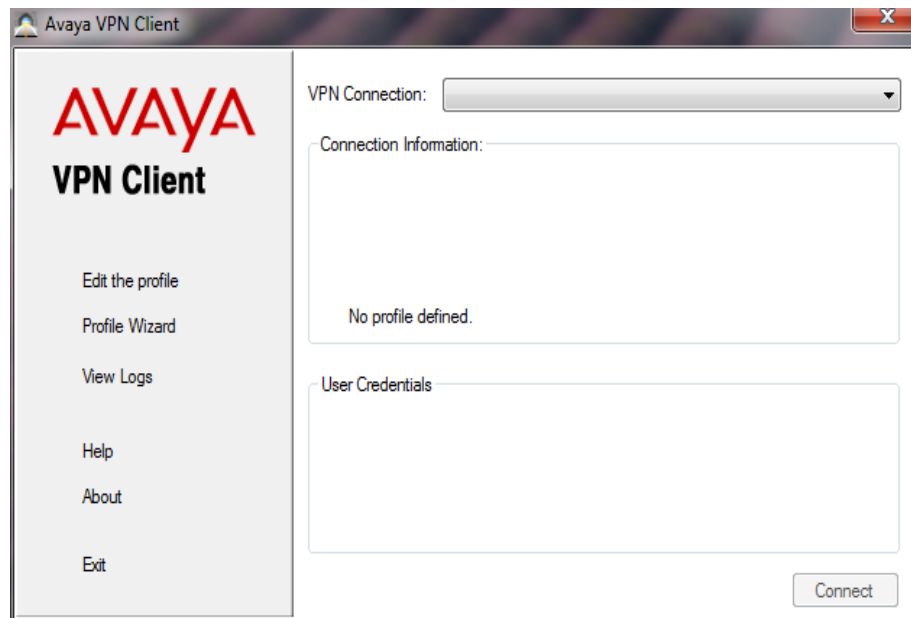 Avaya VPN Client
X
AVAYA
VPN Client
Edit the profile
Profile Wizard
View Logs
Help
About
Exit
VPN Connection:
Connection Information:
No profile defined.
User Credentials
Connect